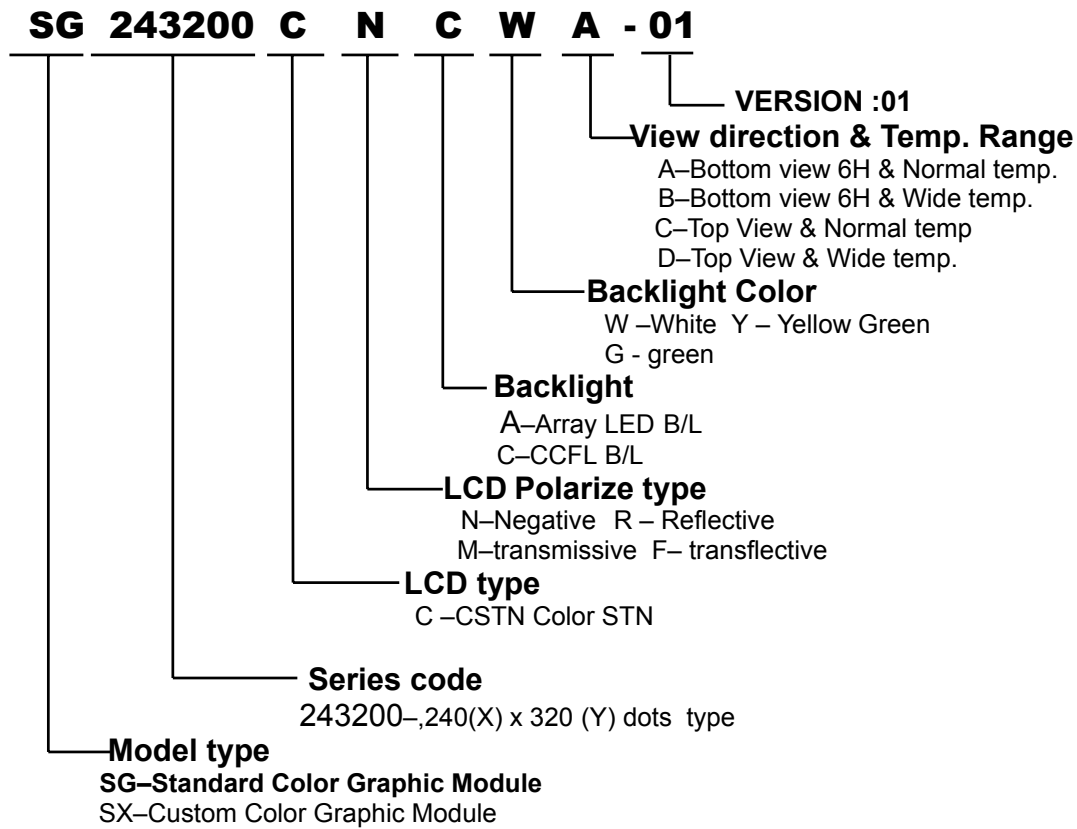 SG 243200 C N C W A - 01
VERSION :01
View direction & Temp. Range
A–Bottom view 6H & Normal temp.
B–Bottom view 6H & Wide temp.
C–Top View & Normal temp
D–Top View & Wide temp.
Backlight Color
W –White Y – Yellow Green
G - green
Backlight
A–Array LED B/L
C–CCFL B/L
LCD Polarize type
N–Negative R – Reflective
M–transmissive F– transflective
LCD type
C –CSTN Color STN
Series code
243200–,240(X) x 320 (Y) dots type
Model type
SG–Standard Color Graphic Module
SX–Custom Color Graphic Module